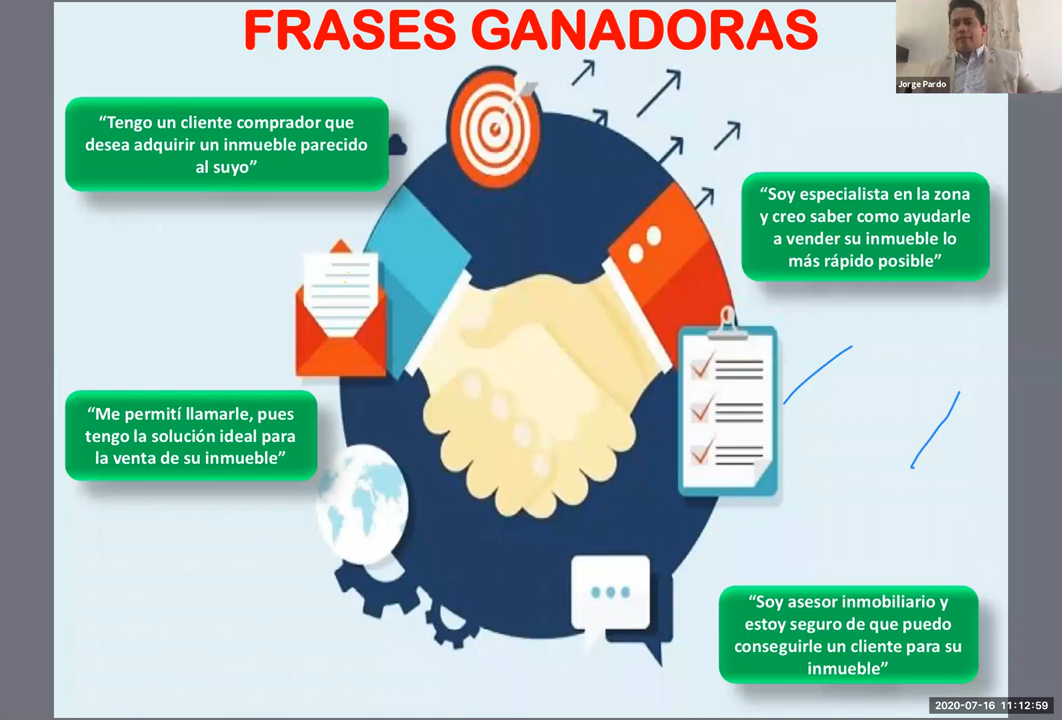 FRASES GANADORAS
Jorge Pardo
“Tengo un cliente comprador que
desea adquirir un inmueble parecido
al suyo”
“Soy especialista en la zona
y creo saber como ayudarle
a vender su inmueble lo
más rápido posible”
“Me permití llamarle, pues
tengo la solución ideal para
la venta de su inmueble”
“Soy asesor inmobiliario y
estoy seguro de que puedo
conseguirle un cliente para su
inmueble”
2020-07-16 11:12:59